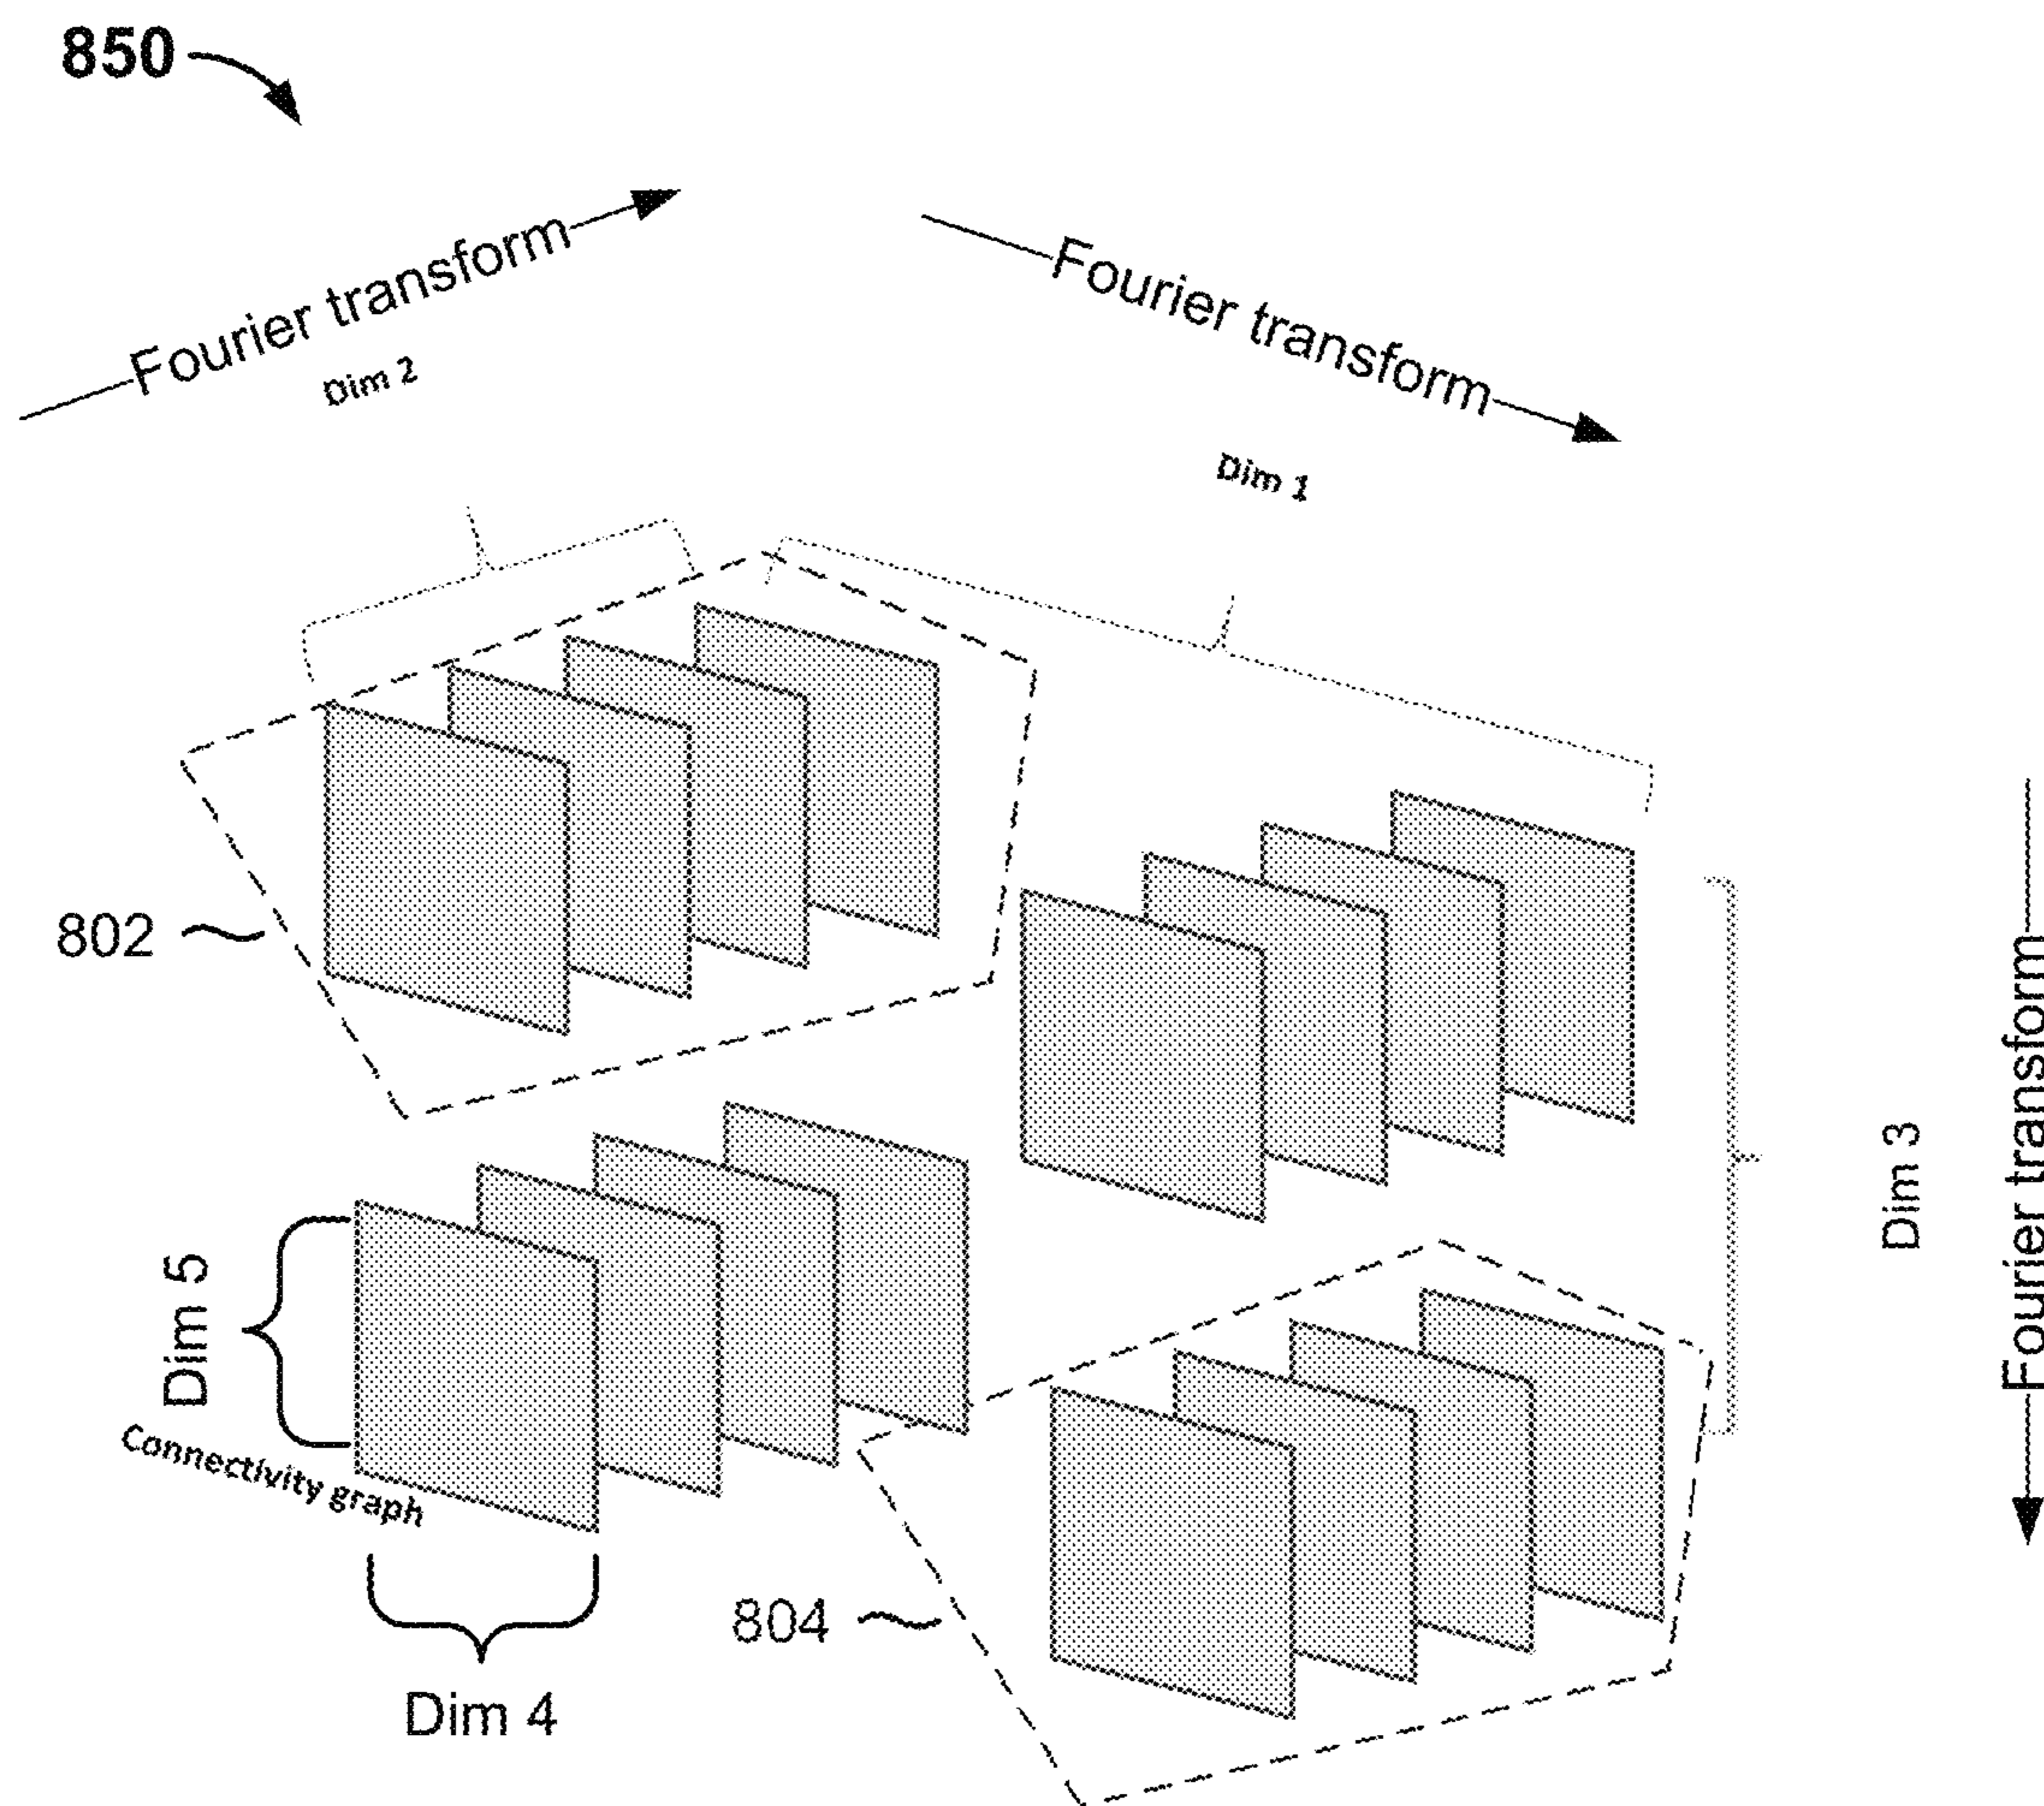 850
Fourier transform
Dim 2
Fourier transform
Dim 1
802
Dim 3
Fourier transform
Dim 5
Connectivity graph
804
Dim 4